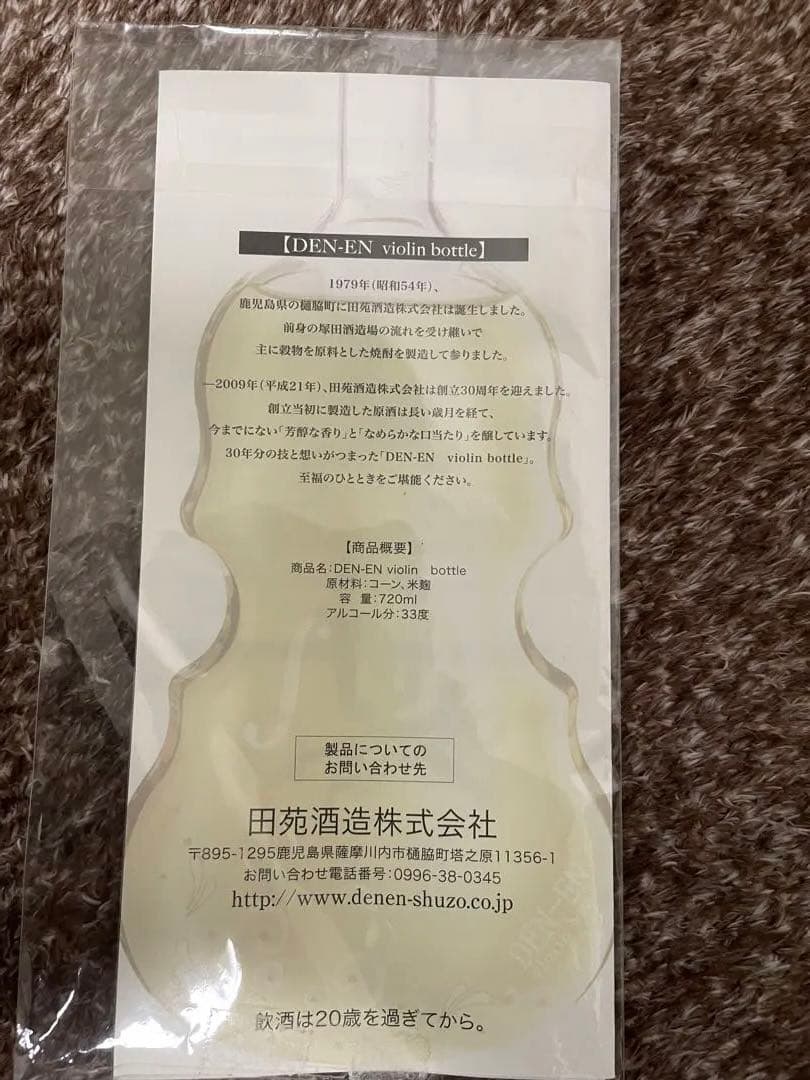 【DEN-EN violin bottle】
1979年(昭和54年)、
鹿児島県の樋脇町に田苑酒造株式会社は誕生しました。
前身の塚田酒造場の流れを受け継いで
主に穀物を原料とした焼酎を製造して参りました。
―2009年(平成21年)、田苑酒造株式会社は創立30周年を迎えました。
創立当初に製造した原酒は長い歳月を経て、
今までにない「芳醇な香り」と「なめらかな口当たり」を醸しています。
30年分の技と想いがつまった「DEN-EN violin bottle」。
至福のひとときをご堪能ください。
【商品概要】
商品名:DEN-EN violin bottle
原材料:コーン、米麹
容 量:720ml
アルコール分:33度
製品についての
お問い合わせ先
田苑酒造株式会社
〒895-1295鹿児島県薩摩川内市樋脇町塔之原11356-1
お問い合わせ電話番号:0996-38-0345
http://www.denen-shuzo.co.jp
DEN-EN
飲酒は20歳を過ぎてから。